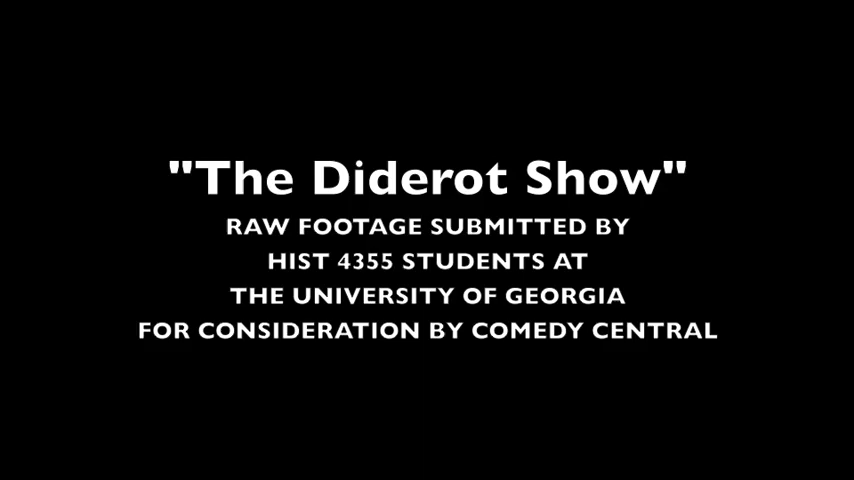 "The Diderot Show"
RAW FOOTAGE SUBMITTED BY
HIST 4355 STUDENTS AT
THE UNIVERSITY OF GEORGIA
FOR CONSIDERATION BY COMEDY CENTRAL